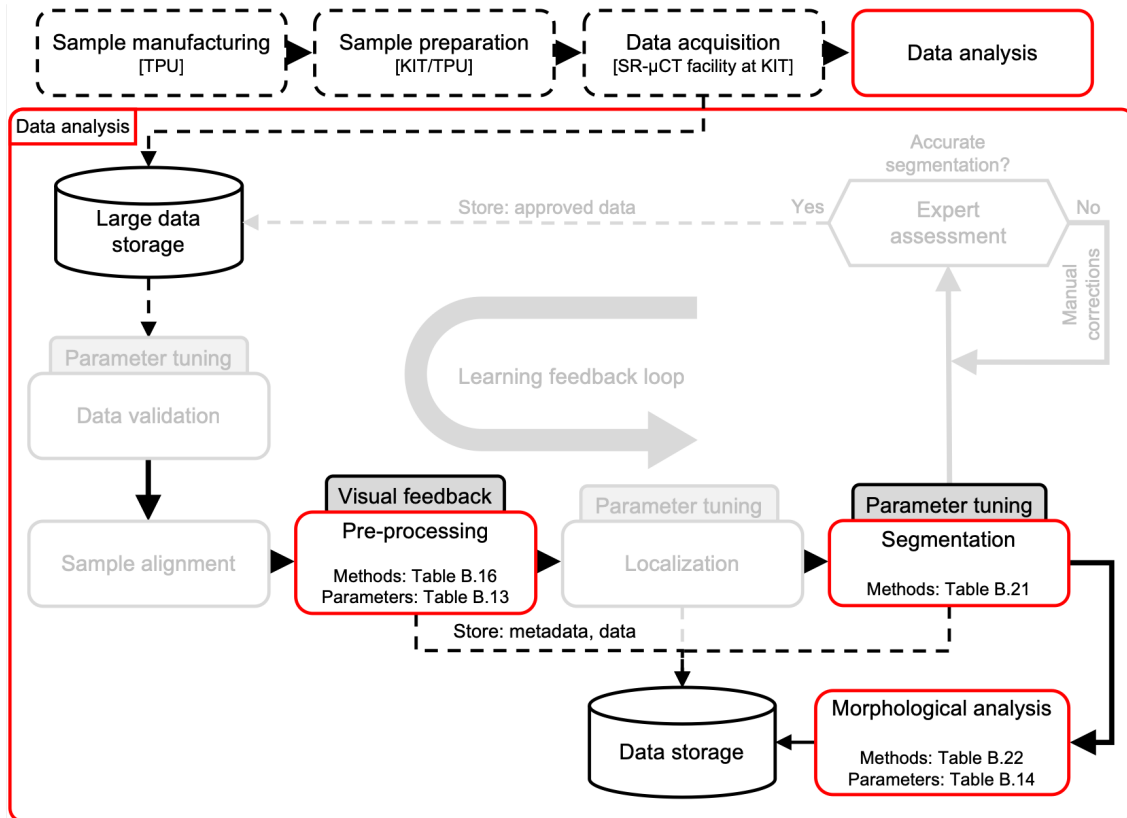 Sample manufacturing
[TPU]
Sample preparation
[KIT/TPU]
Data acquisition
[SR-μCT facility at KIT]
Data analysis
Data analysis
Accurate
segmentation?
Large data
storage
Store: approved data
Yes
Expert
assessment
No
Manual
corrections
Parameter tuning
Data validation
Learning feedback loop
Sample alignment
Visual feedback
Pre-processing
Methods: Table B.16
Parameters: Table B.13
Parameter tuning
Localization
Parameter tuning
Segmentation
Methods: Table B.21
Store: metadata, data
Data storage
Morphological analysis
Methods: Table B.22
Parameters: Table B.14